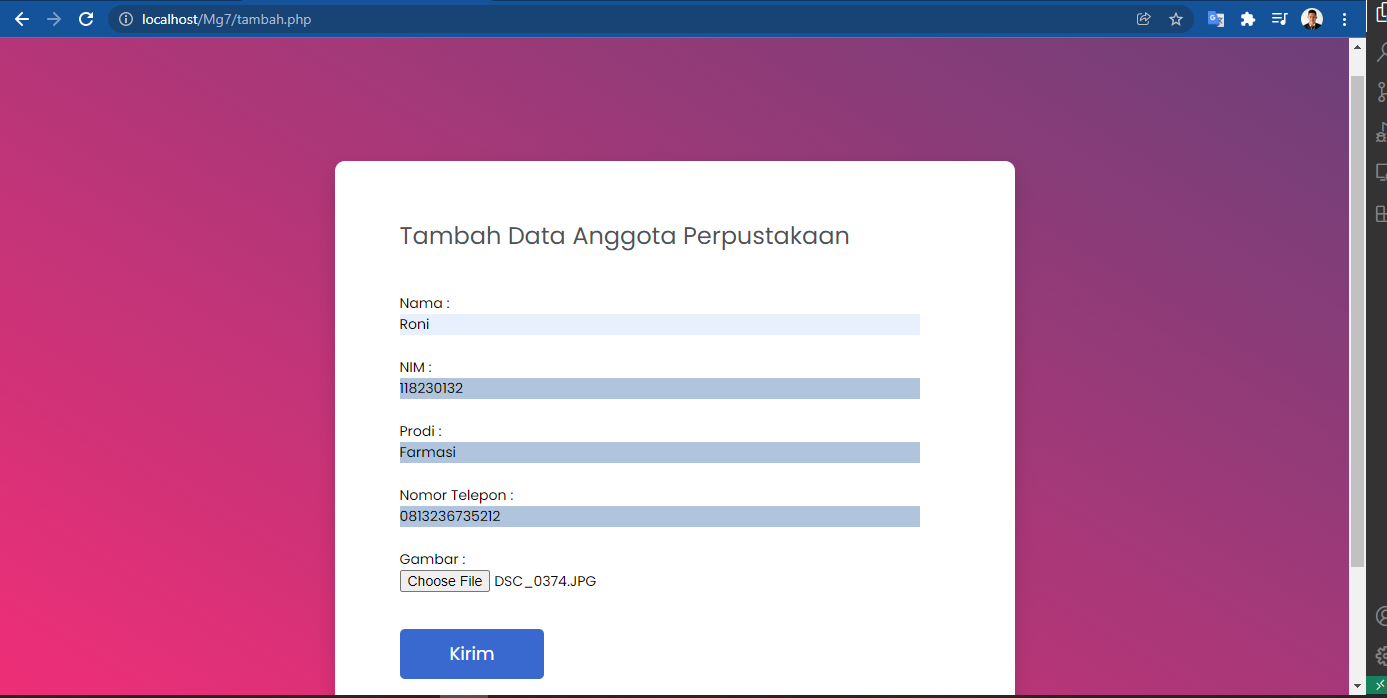 localhost/Mg7/tambah.php
Tambah Data Anggota Perpustakaan
Nama :
Roni
NIM :
118230132
Prodi :
Farmasi
Nomor Telepon :
0813236735212
Gambar :
Choose File DSC_0374.JPG
Kirim